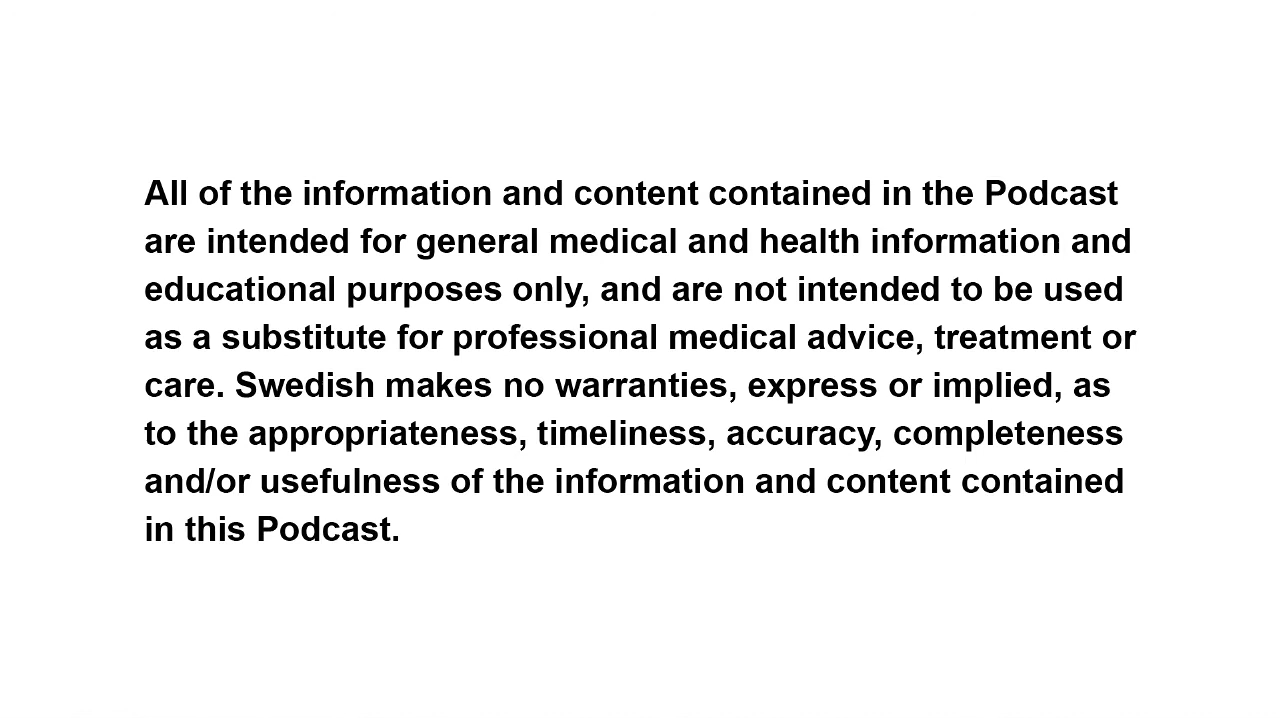 All of the information and content contained in the Podcast
are intended for general medical and health information and
educational purposes only, and are not intended to be used
as a substitute for professional medical advice, treatment or
care. Swedish makes no warranties, express or implied, as
to the appropriateness, timeliness, accuracy, completeness
and/or usefulness of the information and content contained
in this Podcast.